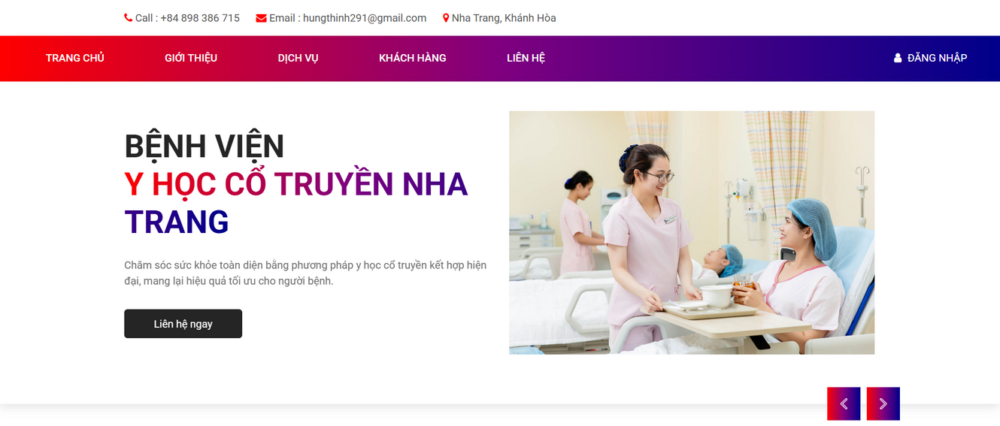 Call : +84 898 386 715 Email : hungthinh291@gmail.com Nha Trang, Khánh Hòa
TRANG CHỦ GIỚI THIỆU DỊCH VỤ KHÁCH HÀNG LIÊN HỆ ĐĂNG NHẬP
BỆNH VIỆN
Y HỌC CỔ TRUYỀN NHA
TRANG
Chăm sóc sức khỏe toàn diện bằng phương pháp y học cổ truyền kết hợp hiện
đại, mang lại hiệu quả tối ưu cho người bệnh.
Liên hệ ngay